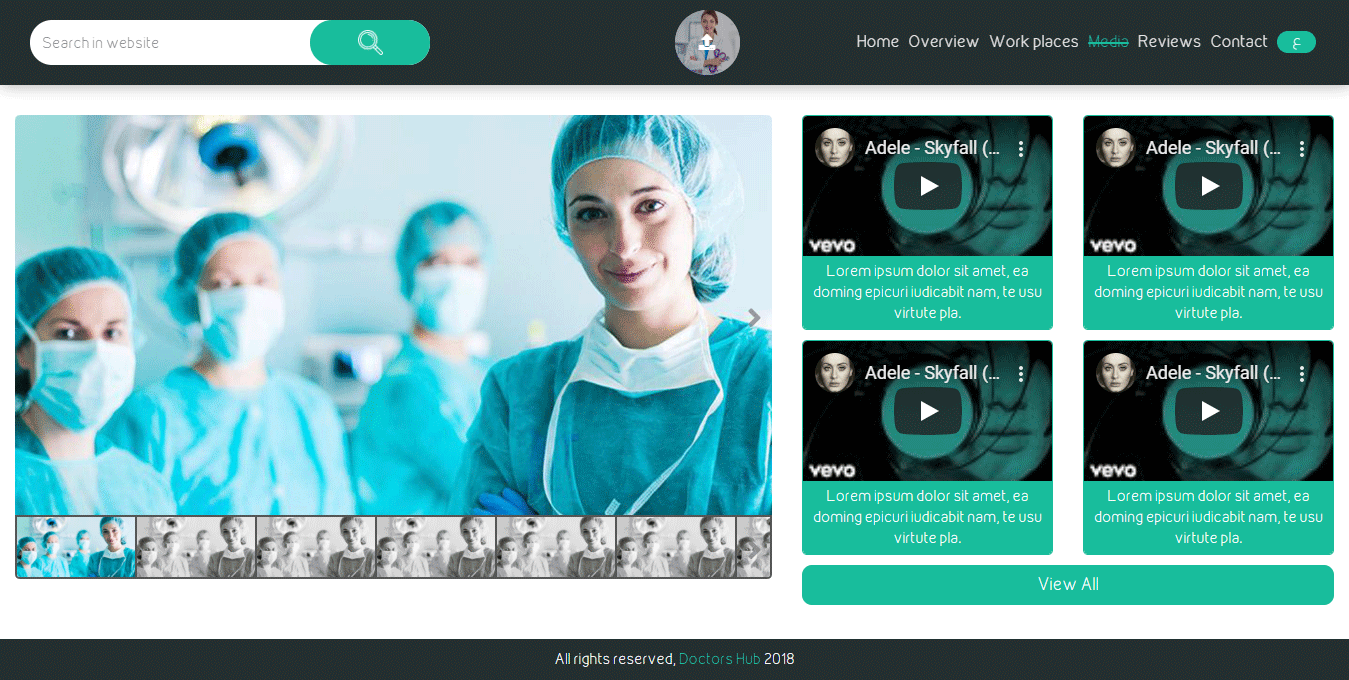 Search in website
Home Overview Work places Media Reviews Contact ع
Adele - Skyfall (...
vevo
Lorem ipsum dolor sit amet, ea
doming epicuri iudicabit nam, te usu
virtute pla.
Adele - Skyfall (...
vevo
Lorem ipsum dolor sit amet, ea
doming epicuri iudicabit nam, te usu
virtute pla.
Adele - Skyfall (...
vevo
Lorem ipsum dolor sit amet, ea
doming epicuri iudicabit nam, te usu
virtute pla.
Adele - Skyfall (...
vevo
Lorem ipsum dolor sit amet, ea
doming epicuri iudicabit nam, te usu
virtute pla.
View All
All rights reserved, Doctors Hub 2018